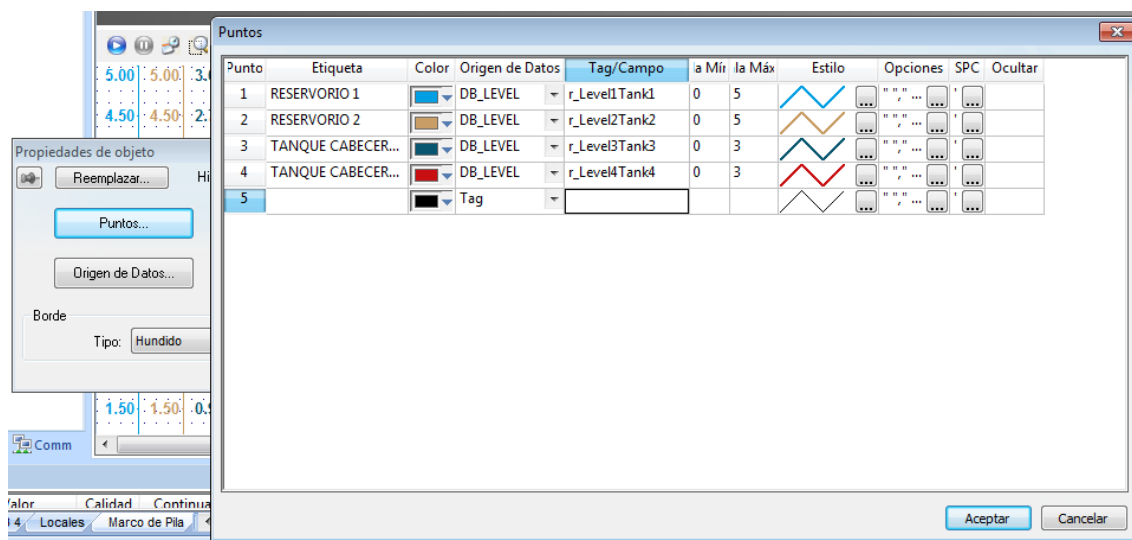 Puntos
5.00 5.00
4.50 4.50
Propiedades de objeto
Reemplazar...
Puntos...
Origen de Datos...
Borde
Tipo: Hundido
1.50 1.50
Comm
Calidad
Locales Marco de Pila
Punto Etiqueta Color Origen de Datos Tag/Campo la Mír la Máx Estilo Opciones SPC Ocultar
1 RESERVORIO 1 DB_LEVEL r_Level1Tank1 0 5 " "," ... ... ' ...
2 RESERVORIO 2 DB_LEVEL r_Level2Tank2 0 5 " "," ... ... ' ...
3 TANQUE CABECER... DB_LEVEL r_Level3Tank3 0 3 " "," ... ... ' ...
4 TANQUE CABECER... DB_LEVEL r_Level4Tank4 0 3 " "," ... ... ' ...
5 Tag " "," ... ... ' ...
Aceptar Cancelar